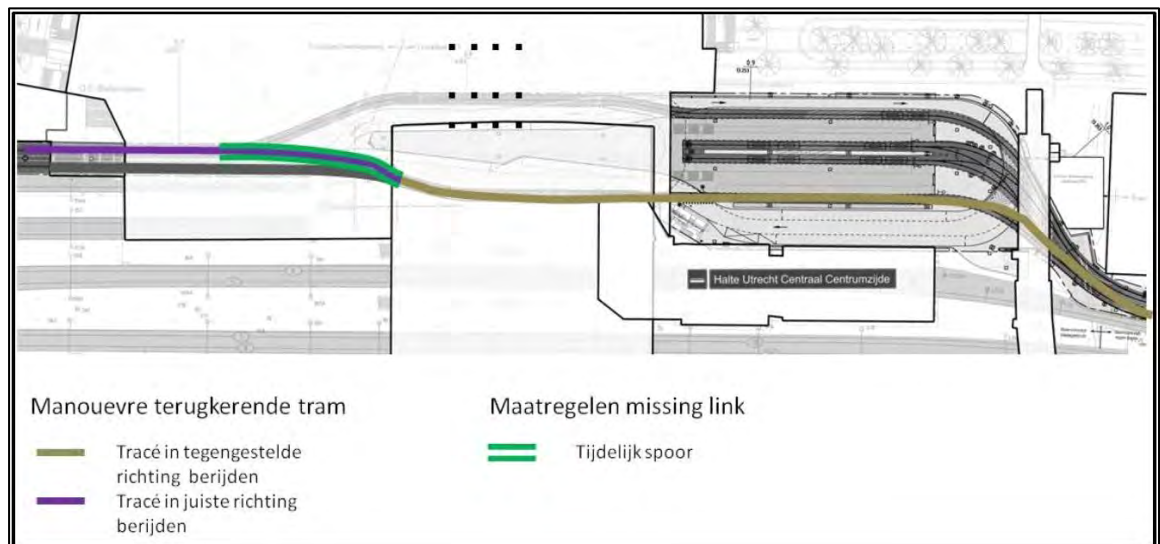 Halte Utrecht Centraal Centrumzijde
Manouevre terugkerende tram
Tracé in tegengestelde
richting berijden
Tracé in juiste richting
berijden
Maatregelen missing link
Tijdelijk spoor